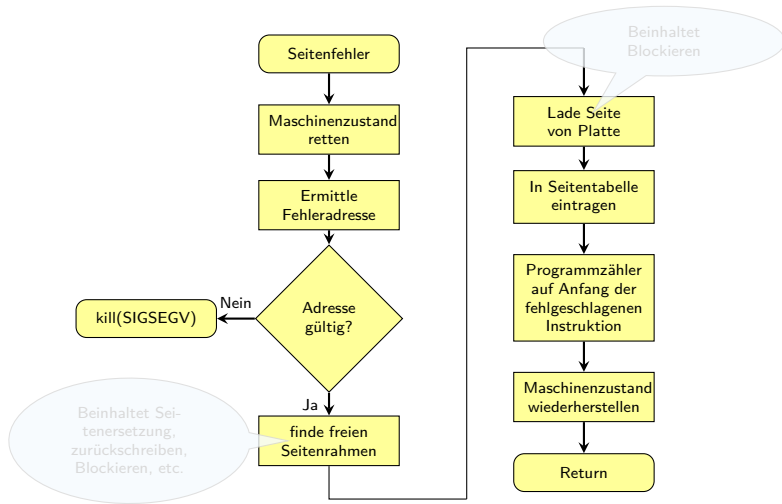 Seitenfehler
Maschinenzustand
retten
Ermittle
Fehleradresse
Adresse
gültig?
Nein
kill(SIGSEGV)
Ja
finde freien
Seitenrahmen
Beinhaltet Sei-
tenersetzung,
zurückschreiben,
Blockieren, etc.
Beinhaltet
Blockieren
Lade Seite
von Platte
In Seitentabelle
eintragen
Programmzähler
auf Anfang der
fehlgeschlagenen
Instruktion
Maschinenzustand
wiederherstellen
Return